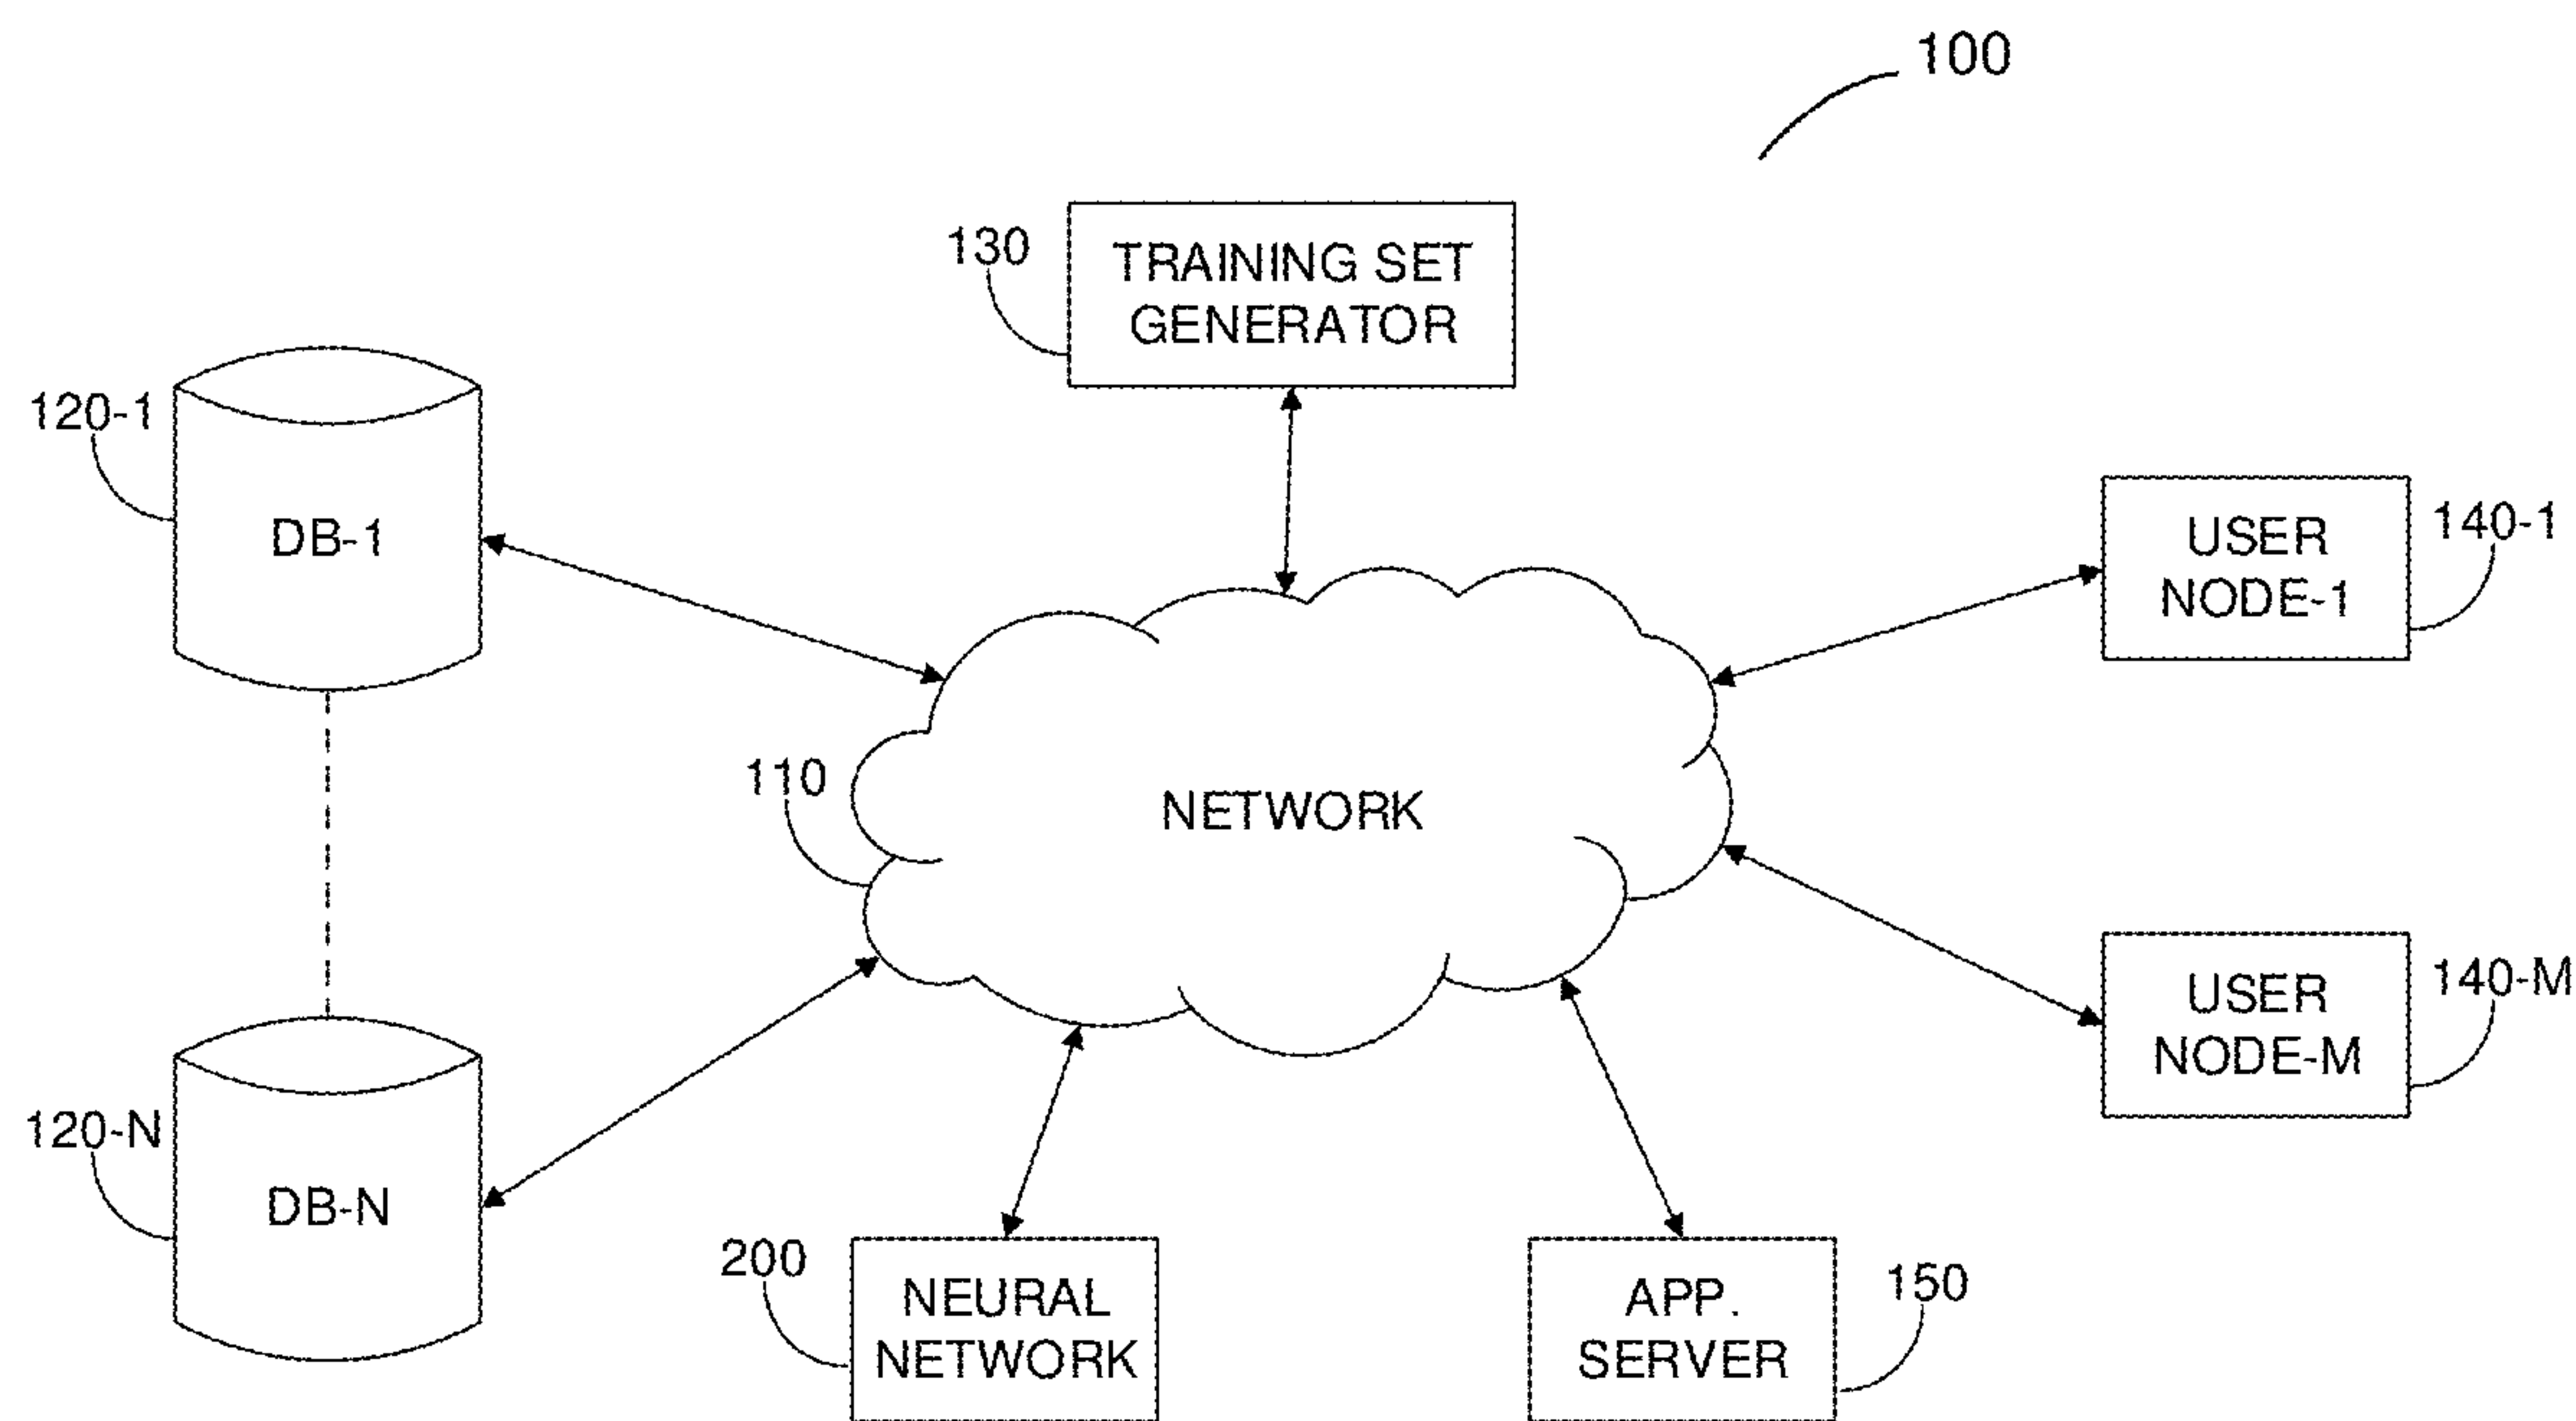 100
130
TRAINING SET
GENERATOR
120-1
DB-1
USER
NODE-1
140-1
110
NETWORK
USER
NODE-M
140-M
120-N
DB-N
200
NEURAL
NETWORK
APP.
SERVER
150